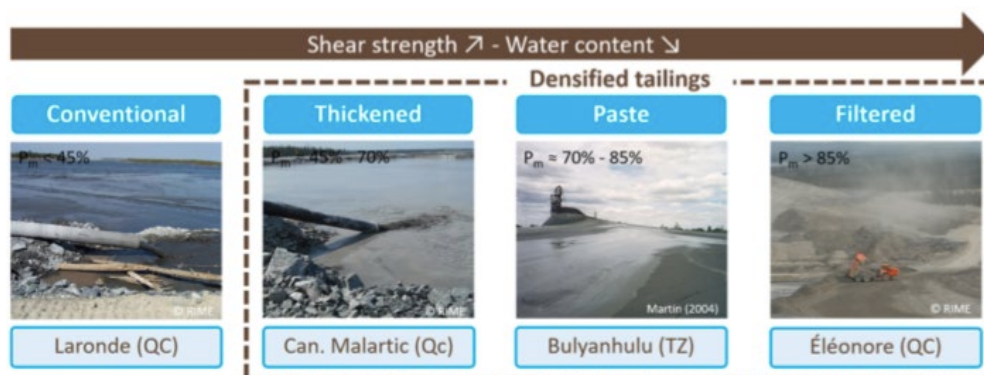 Shear strength ↗ - Water content ↘
Densified tailings
Conventional
Thickened
Paste
Filtered
Pm < 45%
Pm = 45% - 70%
Pm = 70% - 85%
Pm > 85%
© RIME
© RIME
Martin (2004)
© RIME
Laronde (QC)
Can. Malartic (Qc)
Bulyanhulu (TZ)
Éléonore (QC)